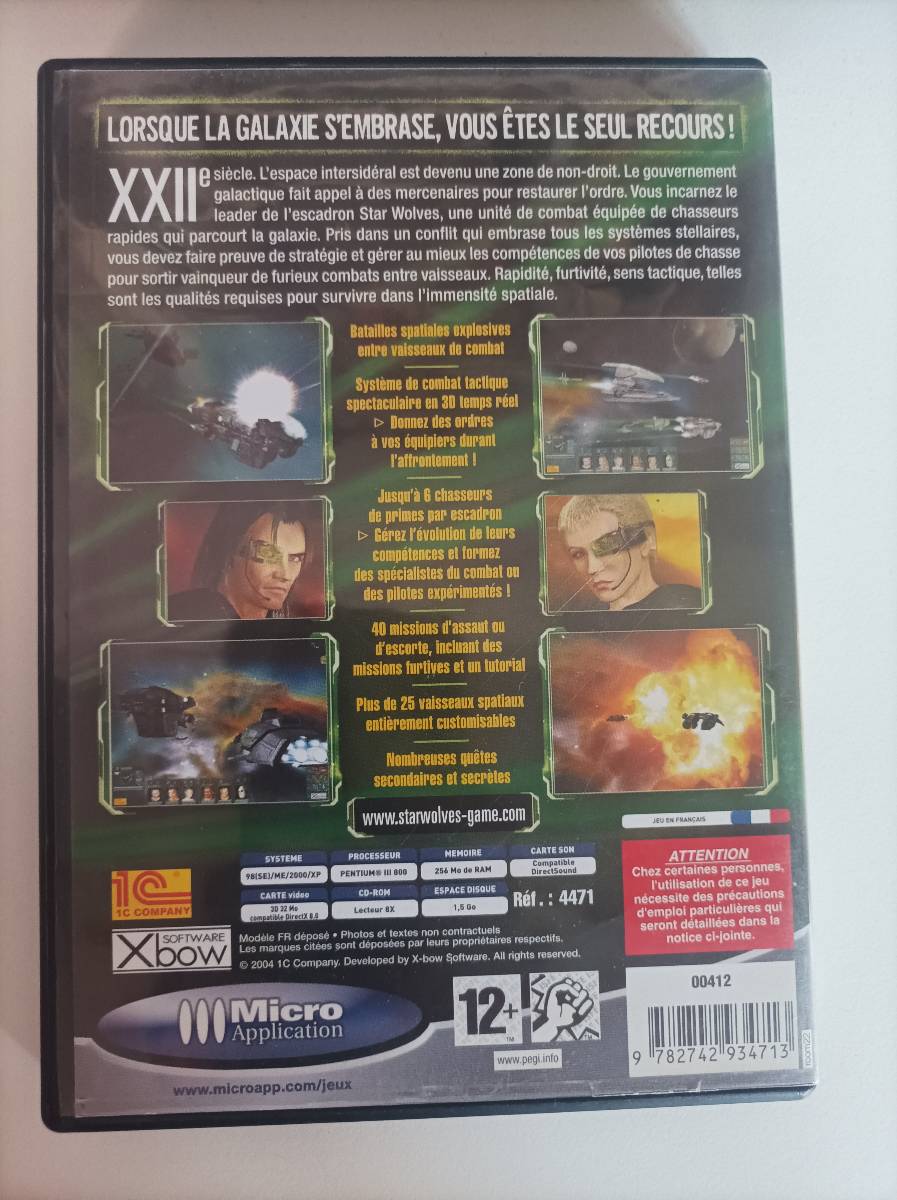 LORSQUE LA GALAXIE S'EMBRASE, VOUS ÊTES LE SEUL RECOURS !
XXIIe siècle. L'espace intersidéral est devenu une zone de non-droit. Le gouvernement
galactique fait appel à des mercenaires pour restaurer l'ordre. Vous incarnez le
leader de l'escadron Star Wolves, une unité de combat équipée de chasseurs
rapides qui parcourt la galaxie. Pris dans un conflit qui embrase tous les systèmes stellaires,
vous devez faire preuve de stratégie et gérer au mieux les compétences de vos pilotes de chasse
pour sortir vainqueur de furieux combats entre vaisseaux. Rapidité, furtivité, sens tactique, telles
sont les qualités requises pour survivre dans l'immensité spatiale.
Batailles spatiales explosives
entre vaisseaux de combat
Système de combat tactique
spectaculaire en 3D temps réel
▷ Donnez des ordres
à vos équipiers durant
l'affrontement !
Jusqu'à 6 chasseurs
de primes par escadron
▷ Gérez l'évolution de leurs
compétences et formez
des spécialistes du combat ou
des pilotes expérimentés !
40 missions d'assaut ou
d'escorte, incluant des
missions furtives et un tutorial
Plus de 25 vaisseaux spatiaux
entièrement customisables
Nombreuses quêtes
secondaires et secrètes
www.starwolves-game.com
JEU EN FRANÇAIS
SYSTEME
98(SE)/ME/2000/XP
PROCESSEUR
PENTIUM® III 800
MEMOIRE
256 Mo de RAM
CARTE SON
Compatible
DirectSound
CARTE video
3D 32 Mo
compatible DirectX 8.0
CD-ROM
Lecteur 8X
ESPACE DISQUE
1,5 Go
Réf. : 4471
ATTENTION
Chez certaines personnes,
l'utilisation de ce jeu
nécessite des précautions
d'emploi particulières qui
seront détaillées dans la
notice ci-jointe.
1C
1C COMPANY
Xbow SOFTWARE
Modèle FR déposé • Photos et textes non contractuels
Les marques citées sont déposées par leurs propriétaires respectifs.
© 2004 1C Company. Developed by X-bow Software. All rights reserved.
Micro
Application
www.microapp.com/jeux
12+
www.pegi.info
00412
9 782742 934713
room22